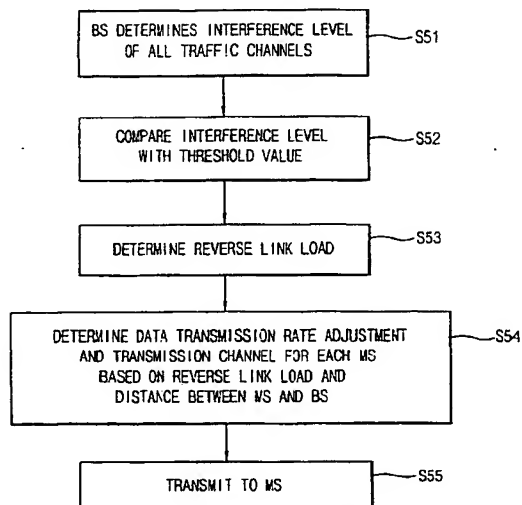 BS DETERMINES INTERFERENCE LEVEL
OF ALL TRAFFIC CHANNELS
S51
COMPARE INTERFERENCE LEVEL
WITH THRESHOLD VALUE
S52
DETERMINE REVERSE LINK LOAD
S53
DETERMINE DATA TRANSMISSION RATE ADJUSTMENT
AND TRANSMISSION CHANNEL FOR EACH MS
BASED ON REVERSE LINK LOAD AND
DISTANCE BETWEEN MS AND BS
S54
TRANSMIT TO MS
S55